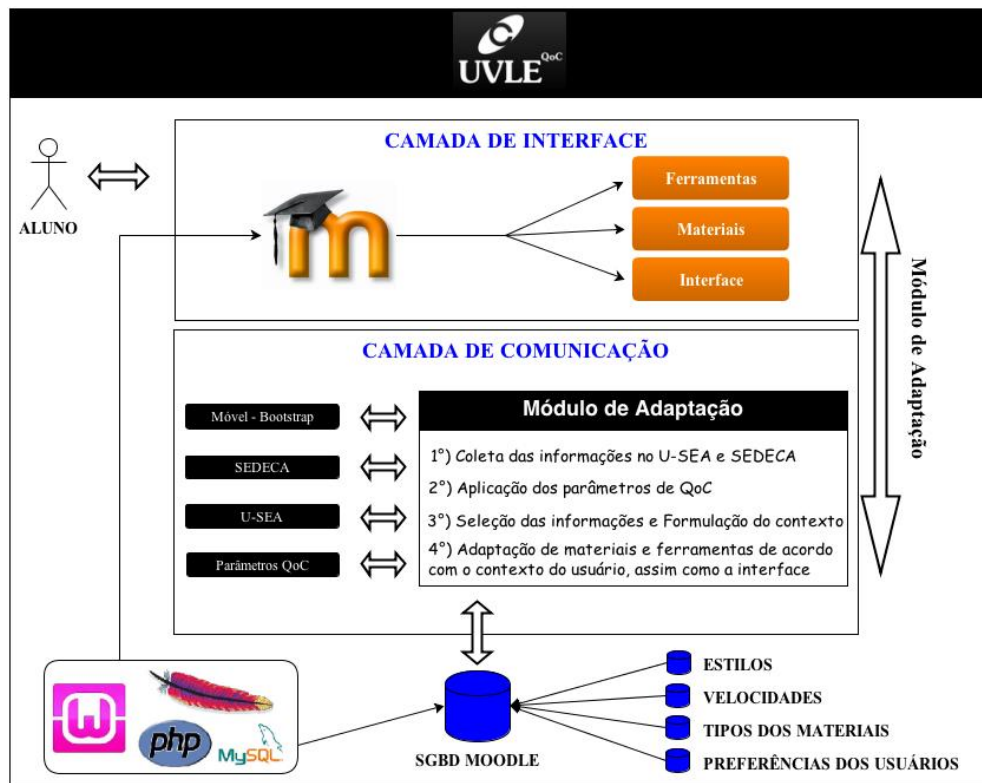 UVLE QoC
CAMADA DE INTERFACE
ALUNO
m
Ferramentas
Materiais
Interface
Módulo de Adaptação
CAMADA DE COMUNICAÇÃO
Móvel - Bootstrap
SEDECA
U-SEA
Parâmetros QoC
Módulo de Adaptação
1°) Coleta das informações no U-SEA e SEDECA
2°) Aplicação dos parâmetros de QoC
3°) Seleção das informações e Formulação do contexto
4°) Adaptação de materiais e ferramentas de acordo
com o contexto do usuário, assim como a interface
W
php
MySQL
SGBD MOODLE
ESTILOS
VELOCIDADES
TIPOS DOS MATERIAIS
PREFERÊNCIAS DOS USUÁRIOS